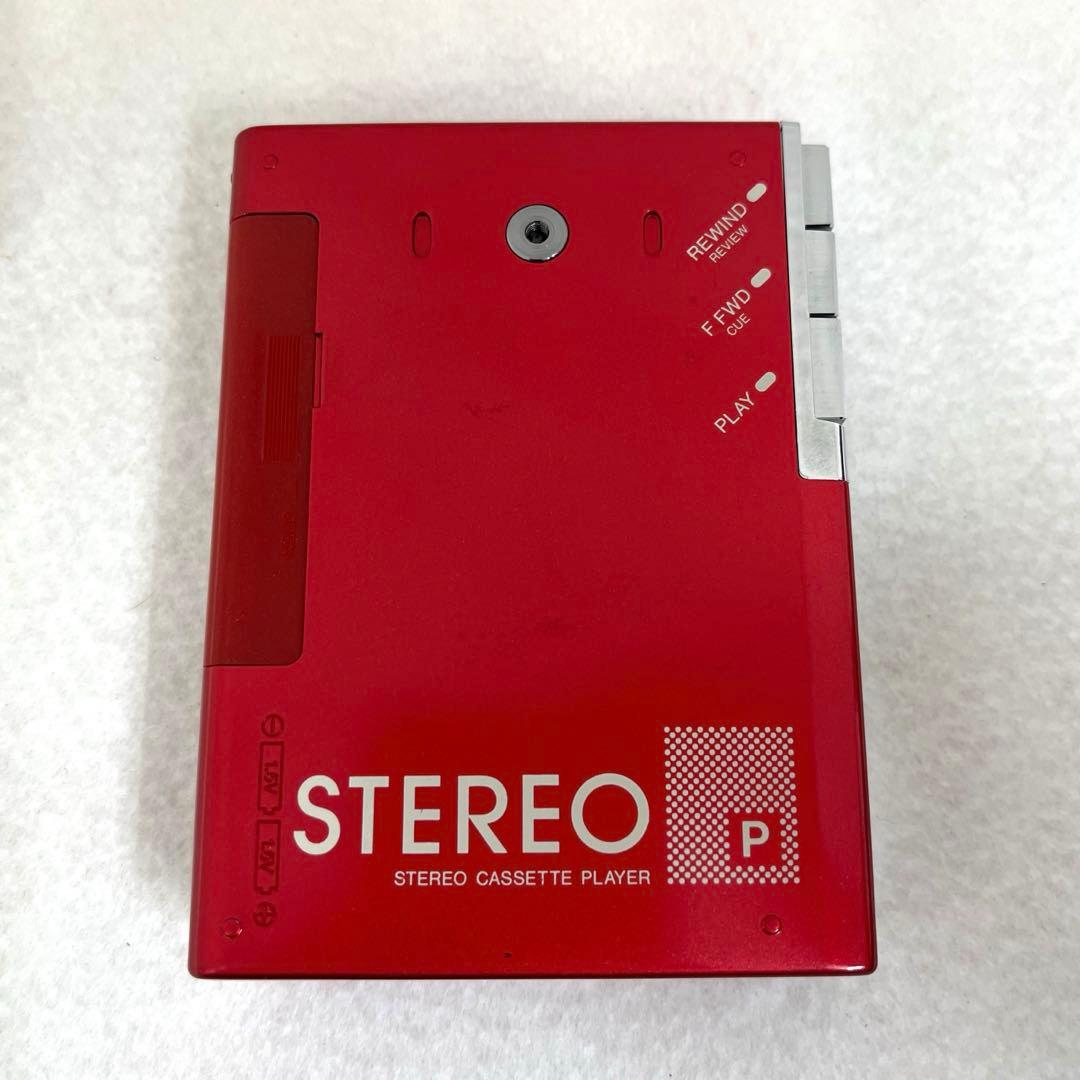 REWIND
REVIEW
F FWD
CUE
PLAY
1.5V
1.5V
STEREO
P
STEREO CASSETTE PLAYER